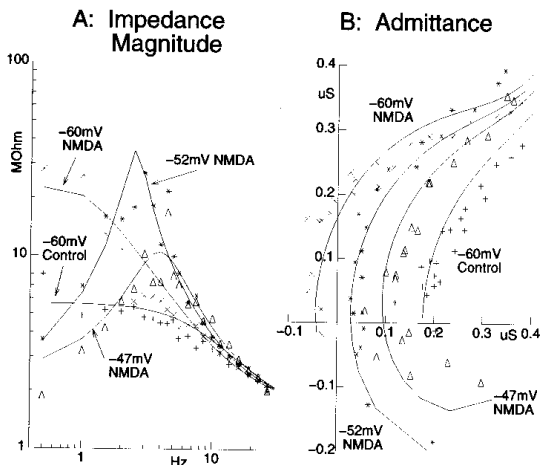 A: Impedance
Magnitude
100
MOhm
10
1
-60mV
NMDA
-52mV NMDA
-60mV
Control
-47mV
NMDA
1
Hz
10
B: Admittance
0.4
uS
0.3
0.2
0.1
-0.1
-0.1
-0.2
0.1
0.2
0.3
uS
0.4
-60mV
NMDA
-60mV
Control
-47mV
NMDA
-52mV
NMDA